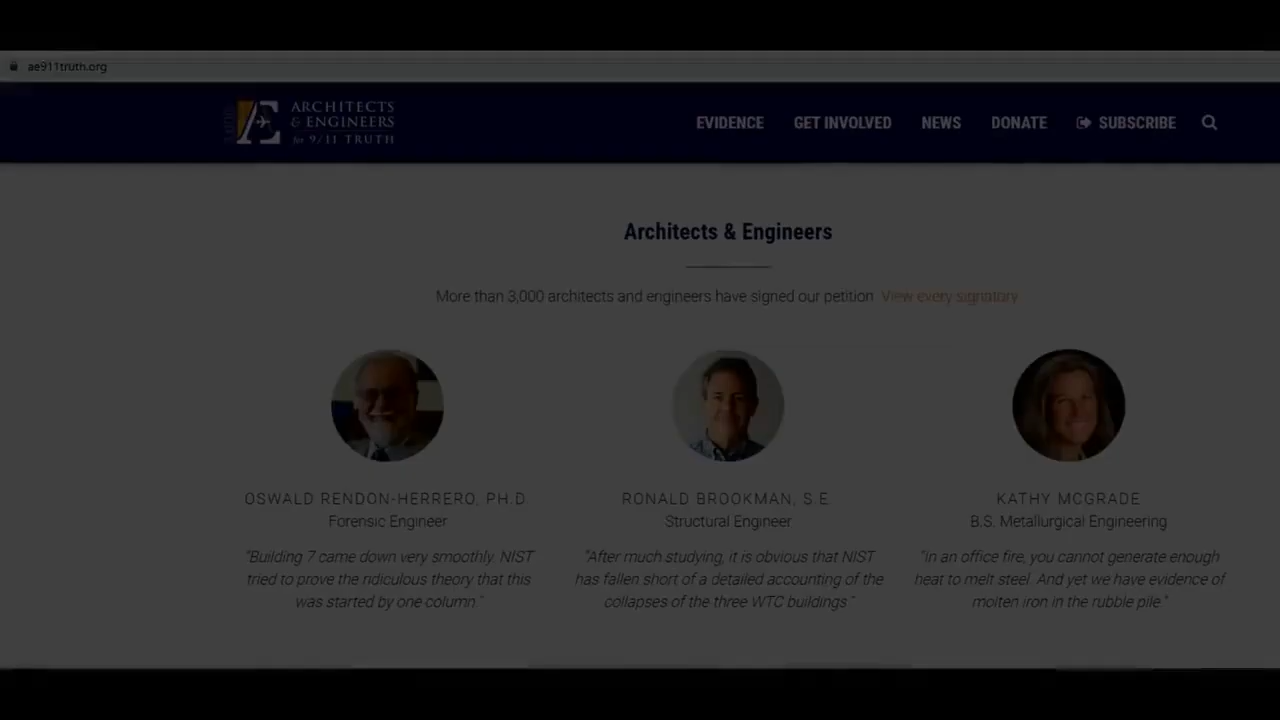 ae911truth.org
ARCHITECTS
& ENGINEERS
for 9/11 TRUTH
EVIDENCE GET INVOLVED NEWS DONATE SUBSCRIBE
Architects & Engineers
More than 3,000 architects and engineers have signed our petition. View every signatory
OSWALD RENDON-HERRERO, PH.D.
Forensic Engineer
"Building 7 came down very smoothly. NIST
tried to prove the ridiculous theory that this
was started by one column."
RONALD BROOKMAN, S.E.
Structural Engineer
"After much studying, it is obvious that NIST
has fallen short of a detailed accounting of the
collapses of the three WTC buildings."
KATHY MCGRADE
B.S. Metallurgical Engineering
"In an office fire, you cannot generate enough
heat to melt steel. And yet we have evidence of
molten iron in the rubble pile."